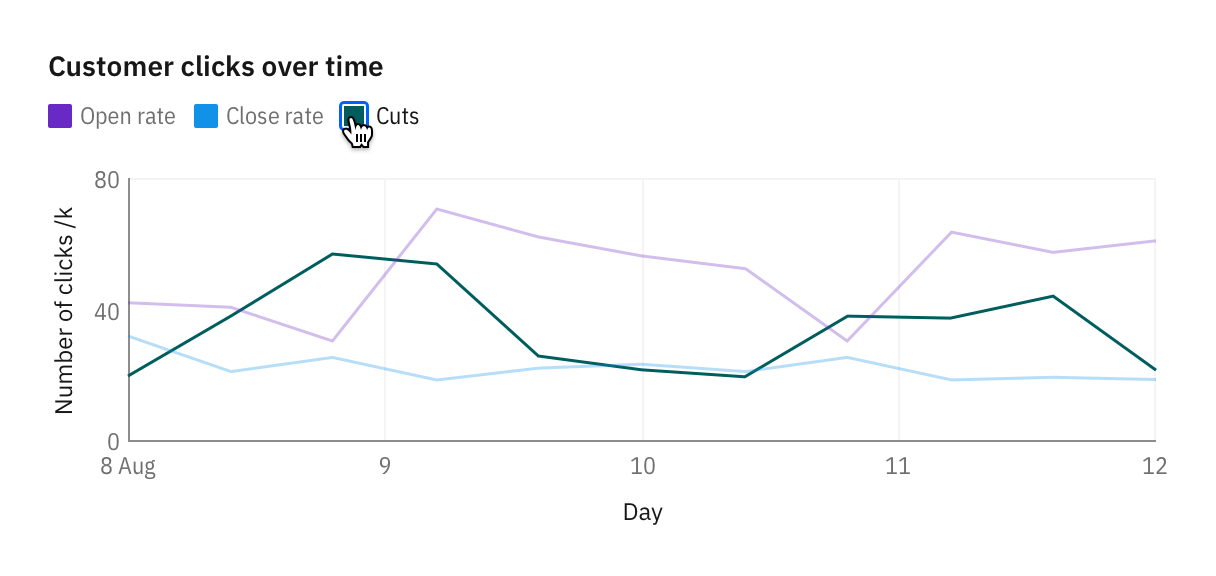 Customer clicks over time
Open rate Close rate Cuts
80
Number of clicks /k
40
0
8 Aug 9 10 11 12
Day